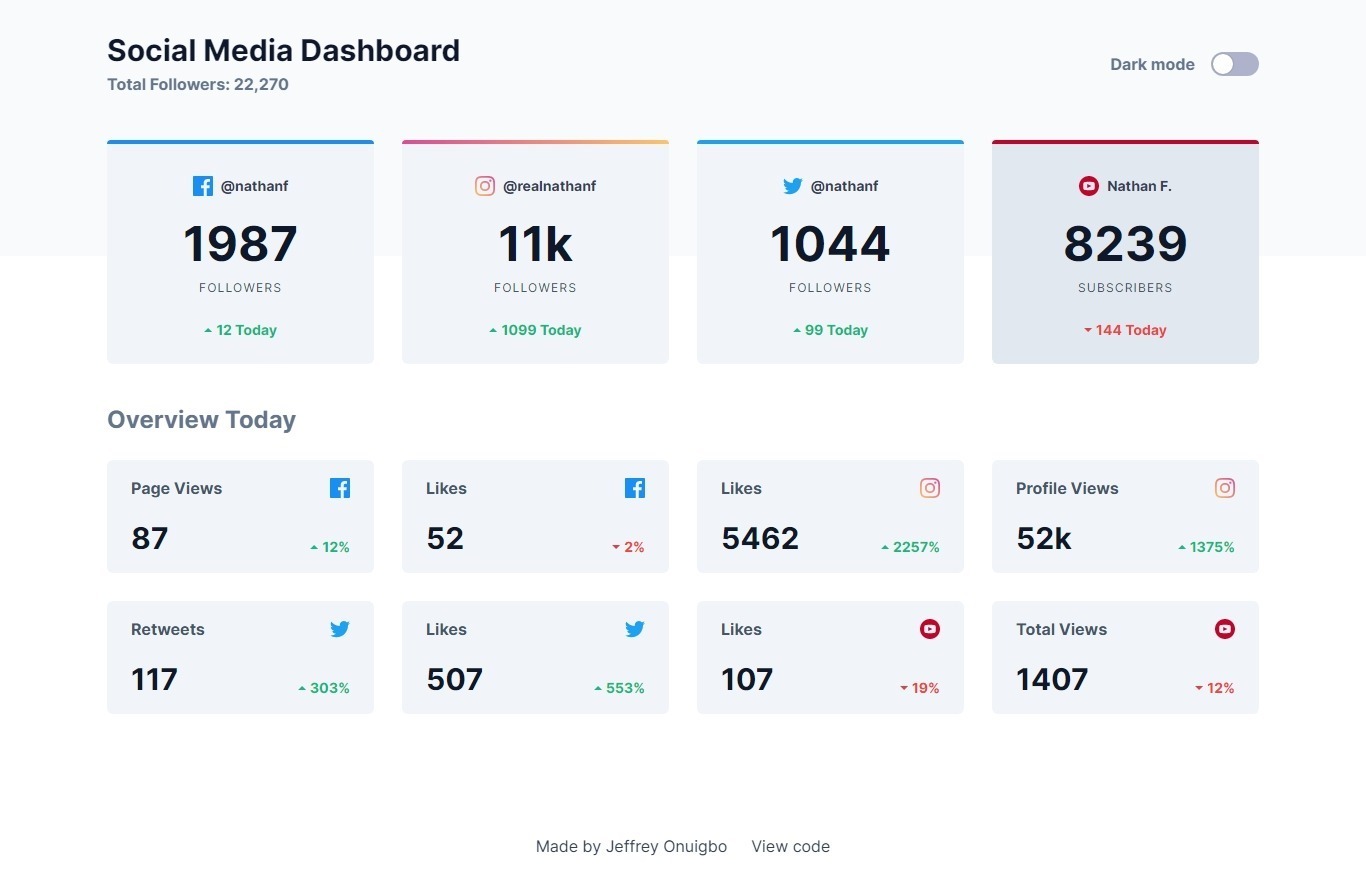 Social Media Dashboard
Total Followers: 22,270
Dark mode
@nathanf
1987
FOLLOWERS
12 Today
@realnathanf
11k
FOLLOWERS
1099 Today
@nathanf
1044
FOLLOWERS
99 Today
Nathan F.
8239
SUBSCRIBERS
144 Today
Overview Today
Page Views
87
12%
Likes
52
2%
Likes
5462
2257%
Profile Views
52k
1375%
Retweets
117
303%
Likes
507
553%
Likes
107
19%
Total Views
1407
12%
Made by Jeffrey Onuigbo
View code